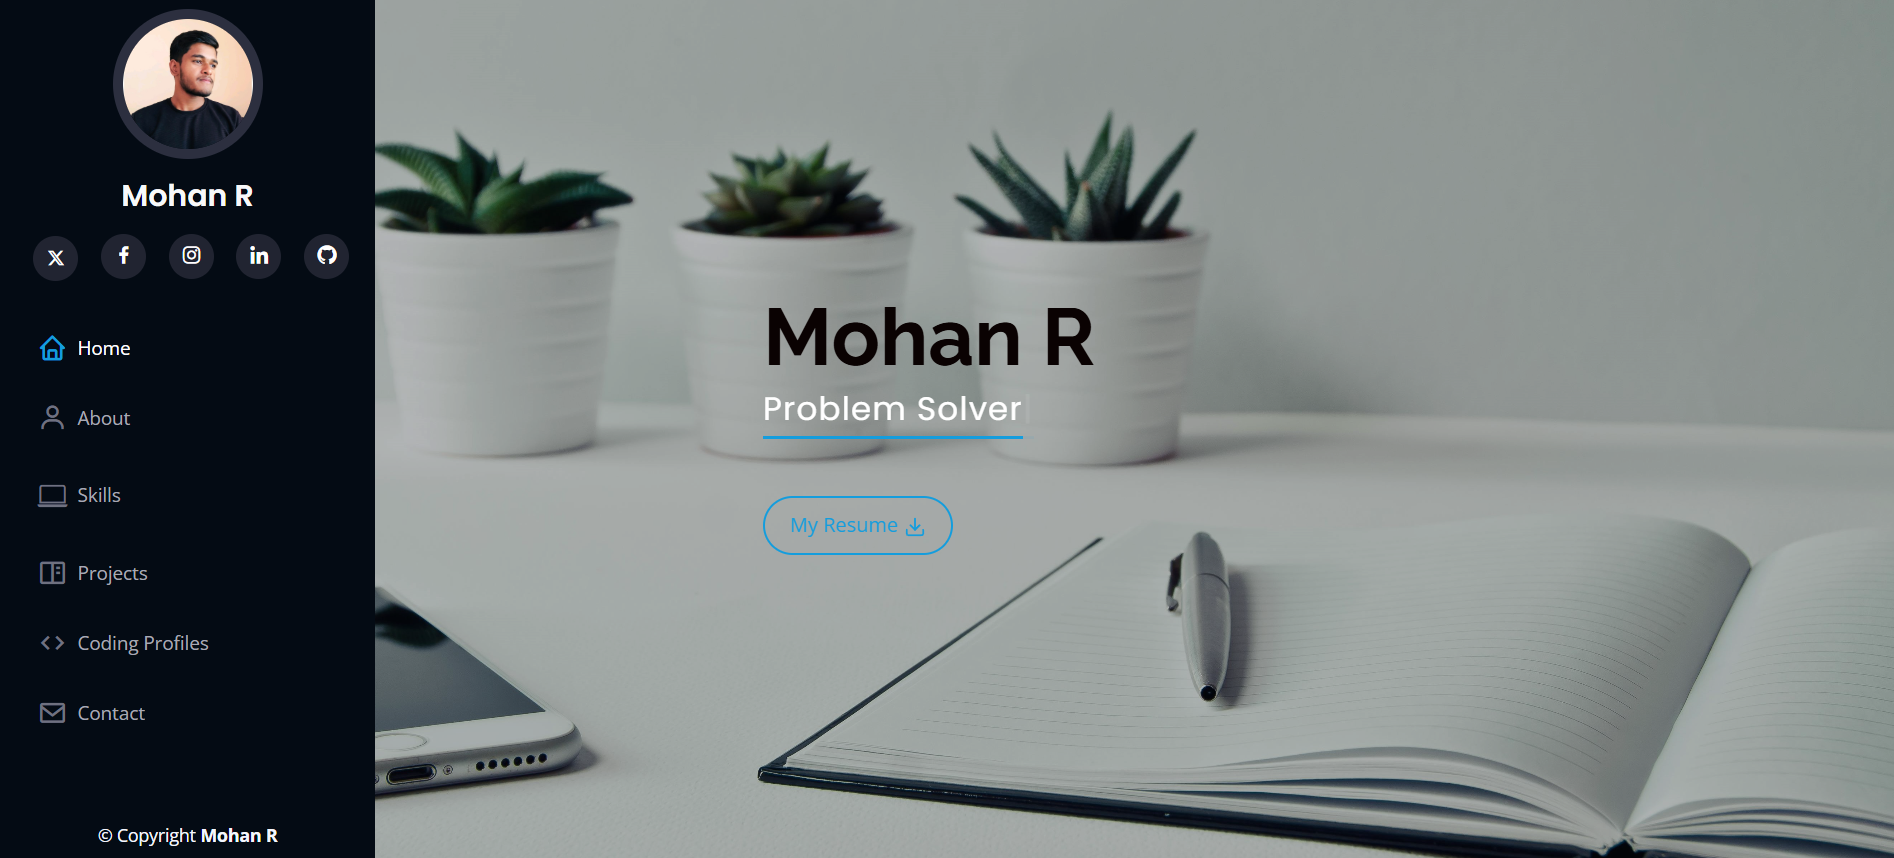 Mohan R
Home
About
Skills
Projects
Coding Profiles
Contact
© Copyright Mohan R
Mohan R
Problem Solver
My Resume